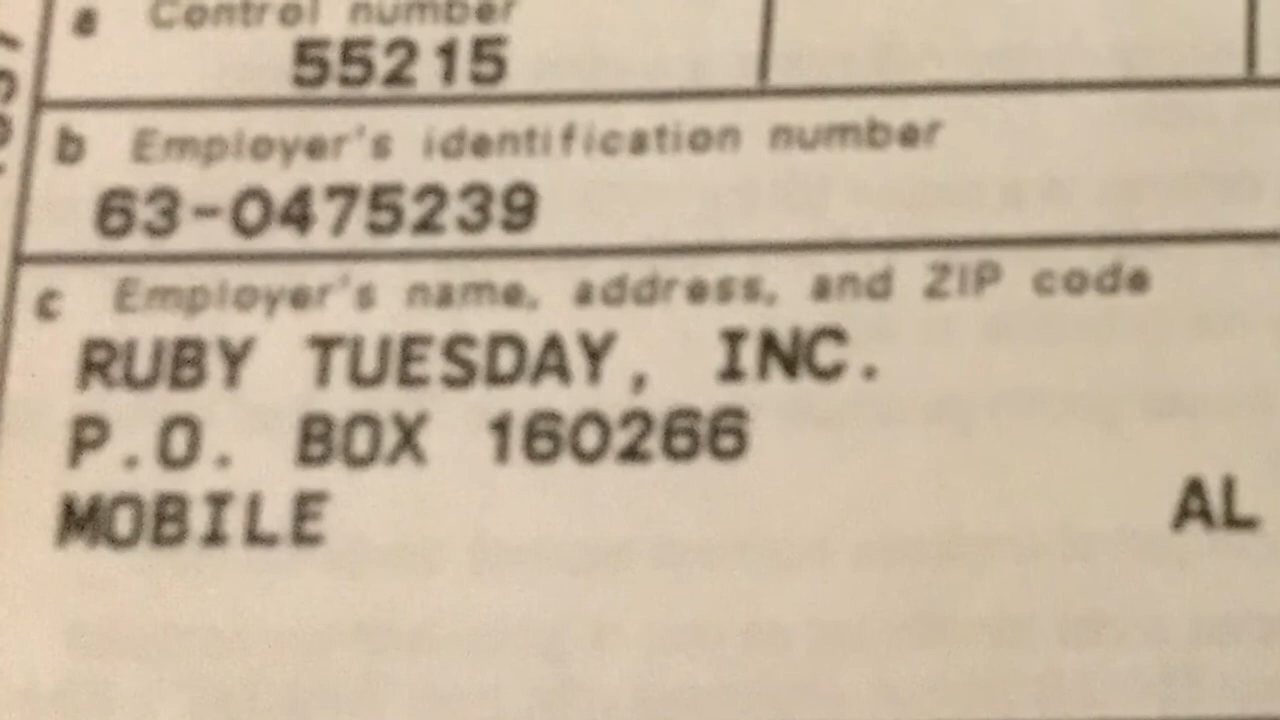 a Control number
55215
b Employer's identification number
63-0475239
c Employer's name, address, and ZIP code
RUBY TUESDAY, INC.
P.O. BOX 160266
MOBILE AL